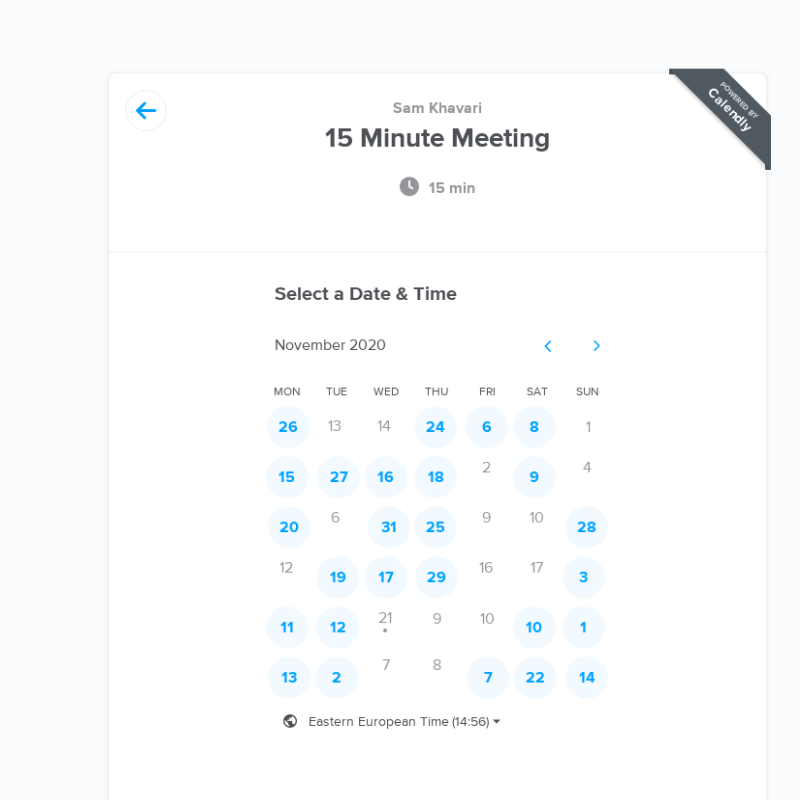 POWERED BY
Calendly
Sam Khavari
15 Minute Meeting
15 min
Select a Date & Time
November 2020
MON TUE WED THU FRI SAT SUN
26 13 14 24 6 8 1
15 27 16 18 2 9 4
20 6 31 25 9 10 28
12 19 17 29 16 17 3
11 12 21 9 10 10 1
13 2 7 8 7 22 14
Eastern European Time (14:56)